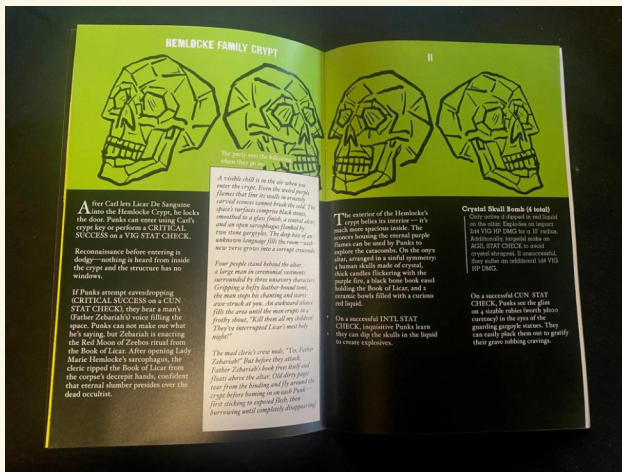 HEMLOCKE FAMILY CRYPT
After Carl lets Licar De Sanguine
into the Hemlock Crypt, he locks
the door. Punks can enter using Carl's
crypt key or perform a CRITICAL
SUCCESS on a VIG STAT CHECK.
Reconnaissance before entering is
dodgy—nothing is heard from inside
the crypt and the structure has no
windows.
If Punks attempt eavesdropping
(CRITICAL SUCCESS on a CUN
STAT CHECK), they hear a man's
(Father Zebariah's) voice filling the
space. Punks can not make out what
he's saying, but Zebariah is enacting
the Red Moon of Zeebos ritual from
the Book of Licar. After opening Lady
Marie Hemlocke's sarcophagus, the
cleric ripped the Book of Licar from
the corpse's decrepit hands, confident
that eternal slumber presides over the
dead occultist.
The party sees the following
when they go in:
A visible chill is in the air when you
enter the crypt. Even the weird purple
flames that line its walls in ornately
carved sconces cannot break the cold. The
space's surfaces comprise black stones,
smoothed to a glass finish, a central altar,
and an open sarcophagus flanked by
two stone gargoyles. The deep bass of an
unknown language fills the room—each
new verse grows into a corrupt crescendo.
Four people stand behind the altar,
a large man in ceremonial vestments
surrounded by three unsavory characters.
Gripping a hefty leather-bound tome,
the man stops his chanting and stares
awe-struck at you. An awkward silence
fills the area until the man erupts to a
frothy shout, "Kill them all my children!
They've interrupted Licar's most holy
night!"
The mad cleric's crew nods, "Yes, Father
Zebariah!" But before they attack,
Father Zebariah's book frees itself and
floats above the altar. Old dirty pages
tear from the binding and fly around the
crypt before homing in on each Punk—
first sticking to exposed flesh, then
burrowing until completely disappearing!
II
The exterior of the Hemlocke's
crypt belies its interior — it's
much more spacious inside. The
sconces housing the eternal purple
flames can be used by Punks to
explore the catacombs. On the onyx
altar, arranged in a sinful symmetry:
4 human skulls made of crystal,
thick candles flickering with the
purple fire, a black bone book easel
holding the Book of Licar, and 2
ceramic bowls filled with a curious
red liquid.
On a successful INTL STAT
CHECK, inquisitive Punks learn
they can dip the skulls in the liquid
to create explosives.
Crystal Skull Bomb (4 total)
Only active if dipped in red liquid
on the altar. Explodes on impact
VIG HP DMG for a 10' radius.
Additionally, target(s) make an
AGIL STAT CHECK to avoid
crystal shrapnel. If unsuccessful,
they suffer an additional 1d4 VIG
HP DMG.
On a successful CUN STAT
CHECK, Punks see the glint
on 4 sizable rubies (worth
currency) in the eyes of the
guarding gargoyle statues. They
can easily pluck them out to gratify
their grave robbing cravings.